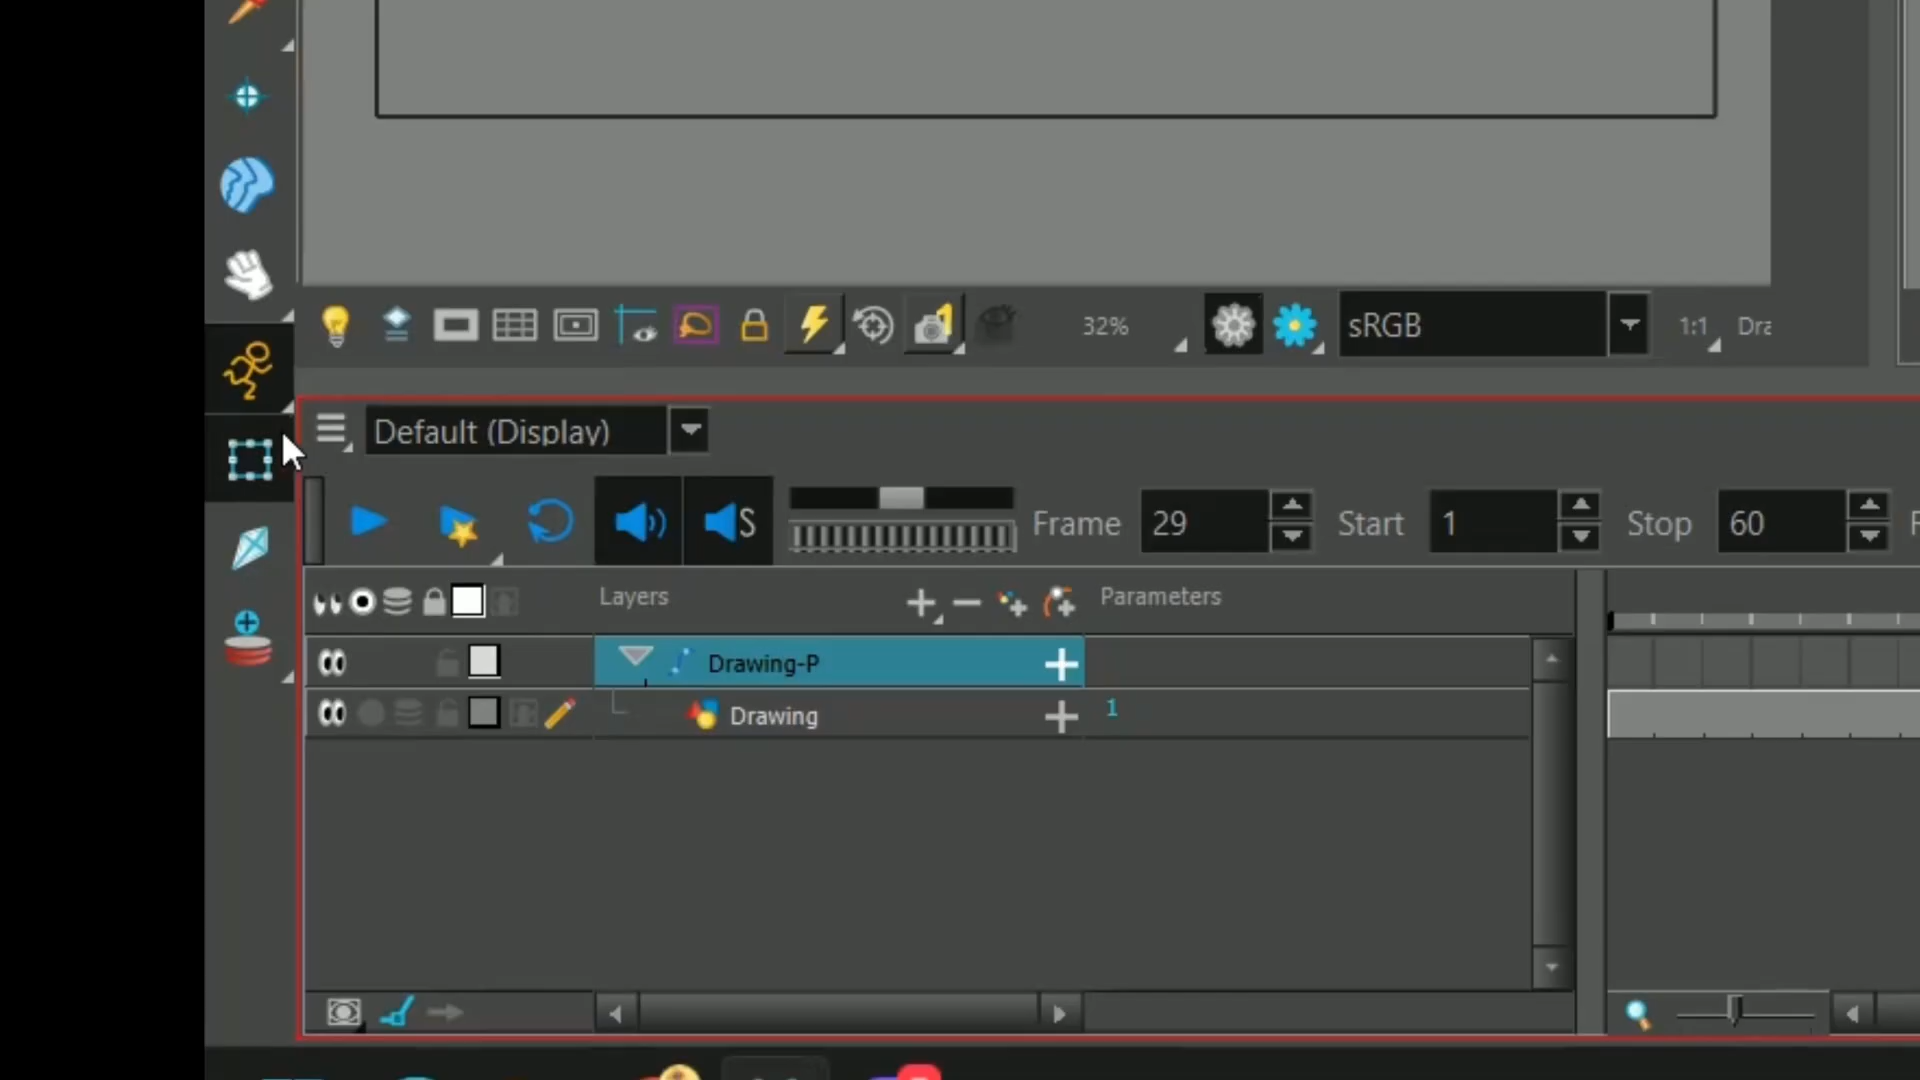 32%
sRGB
1:1
Default (Display)
S
Frame 29 Start 1 Stop 60
Layers Parameters
Drawing-P
Drawing 1